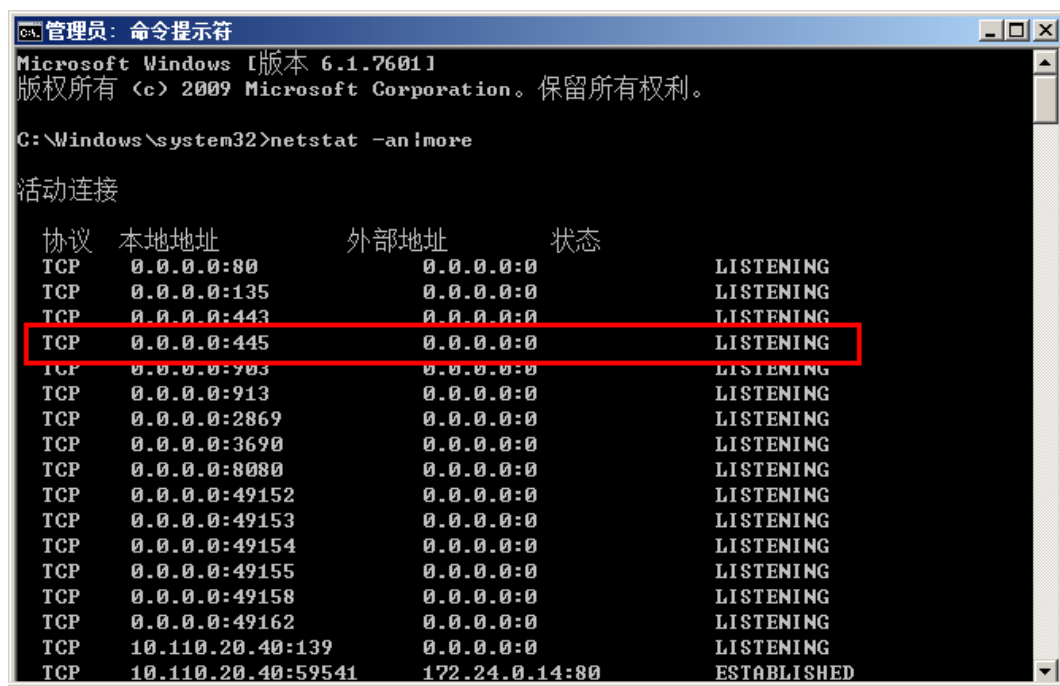 管理员: 命令提示符
Microsoft Windows [版本 6.1.7601]
版权所有 (c) 2009 Microsoft Corporation。保留所有权利。
C:\Windows\system32>netstat -an|more
活动连接
协议 本地地址 外部地址 状态
TCP 0.0.0.0:80 0.0.0.0:0 LISTENING
TCP 0.0.0.0:135 0.0.0.0:0 LISTENING
TCP 0.0.0.0:443 0.0.0.0:0 LISTENING
TCP 0.0.0.0:445 0.0.0.0:0 LISTENING
TCP 0.0.0.0:903 0.0.0.0:0 LISTENING
TCP 0.0.0.0:913 0.0.0.0:0 LISTENING
TCP 0.0.0.0:2869 0.0.0.0:0 LISTENING
TCP 0.0.0.0:3690 0.0.0.0:0 LISTENING
TCP 0.0.0.0:8080 0.0.0.0:0 LISTENING
TCP 0.0.0.0:49152 0.0.0.0:0 LISTENING
TCP 0.0.0.0:49153 0.0.0.0:0 LISTENING
TCP 0.0.0.0:49154 0.0.0.0:0 LISTENING
TCP 0.0.0.0:49155 0.0.0.0:0 LISTENING
TCP 0.0.0.0:49158 0.0.0.0:0 LISTENING
TCP 0.0.0.0:49162 0.0.0.0:0 LISTENING
TCP 10.110.20.40:139 0.0.0.0:0 LISTENING
TCP 10.110.20.40:59541 172.24.0.14:80 ESTABLISHED